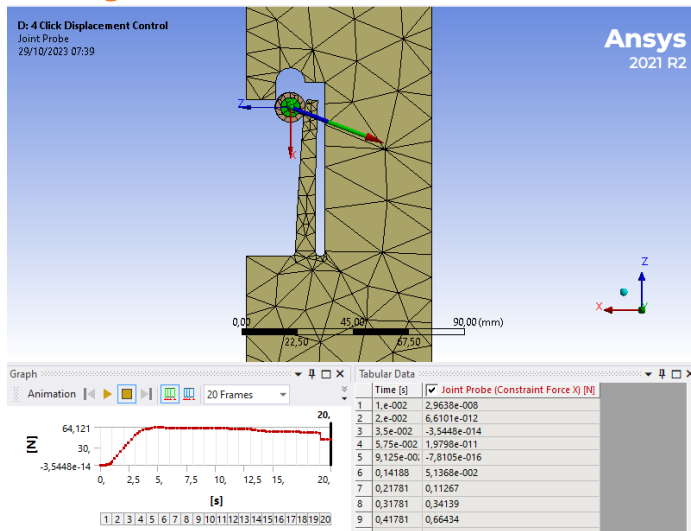 D: 4 Click Displacement Control
Joint Probe
29/10/2023 07:39
Ansys
2021 R2
Z
X
Z
X
Y
0,00
45,00
90,00 (mm)
22,50
67,50
Graph
Animation
20 Frames
20,
64,121
30,
-3,5448e-14
[N]
0,
2,5
5,
7,5
10,
12,5
15,
20,
[s]
1 2 3 4 5 6 7 8 9 10 11 12 13 14 15 16 17 18 19 20
Tabular Data
Time [s] Joint Probe (Constraint Force X) [N]
1 1,e-002 2,9638e-008
2 2,e-002 6,6101e-012
3 3,5e-002 -3,5448e-014
4 5,75e-002 1,9798e-011
5 9,125e-00. -7,8105e-016
6 0,14188 5,1368e-002
7 0,21781 0,11267
8 0,31781 0,34139
9 0,41781 0,66434